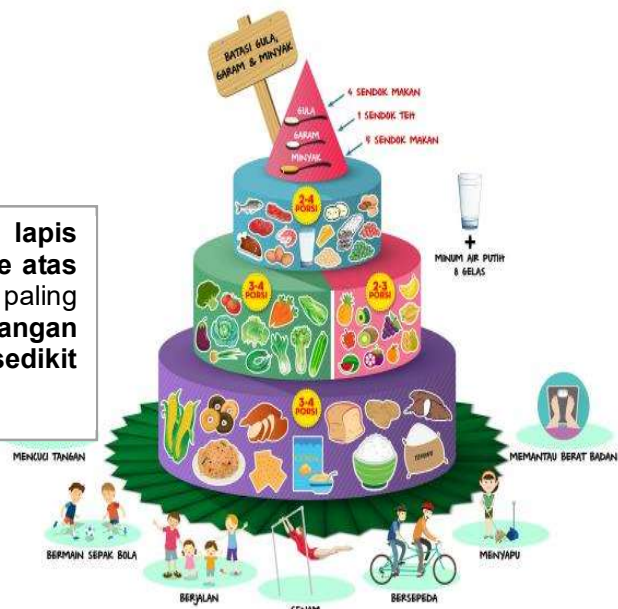 BATASI GULA,
GARAM & MINYAK
4 SENDOK MAKAN
GULA
1 SENDOK TEH
GARAM
5 SENDOK MAKAN
MINYAK
2-4
PORSI
lapis
e atas
paling
angan
sedikit
+
MINUM AIR PUTIH
8 GELAS
3-4
PORSI
2-3
PORSI
3-4
PORSI
MENCUCI TANGAN
MEMANTAU BERAT BADAN
BERMAIN SEPAK BOLA
MENYAPU
BERJALAN
BERSEPEDA
SENAM